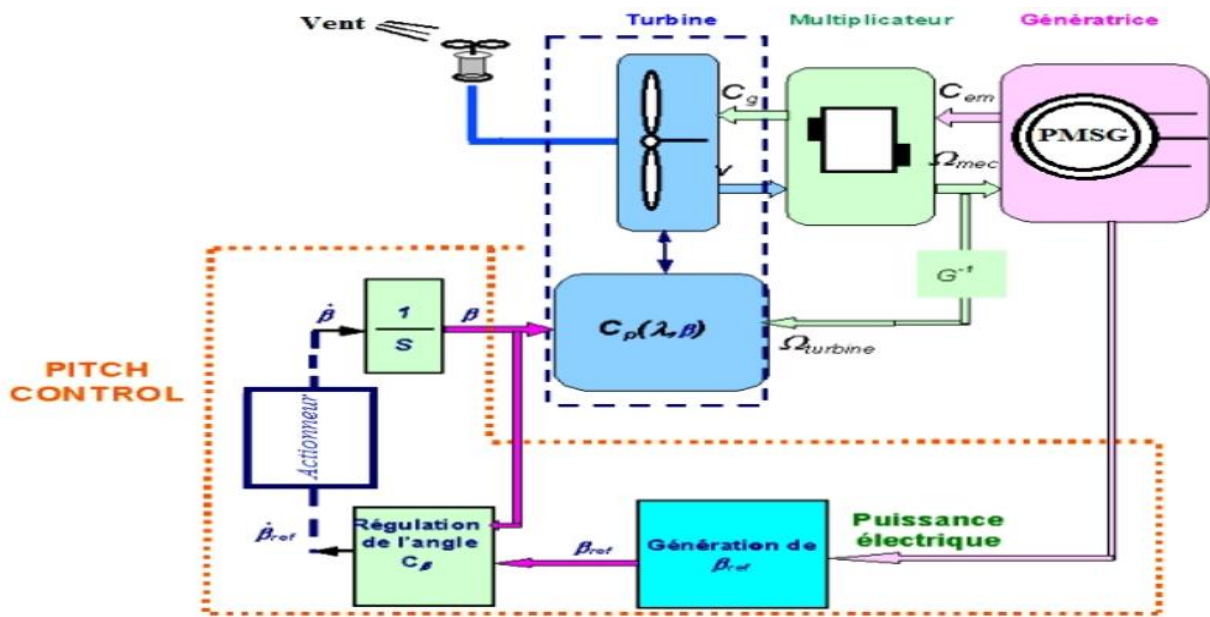 Vent
Turbine
Multiplicateur
Génératrice
C_g
C_em
PMSG
v
Ω_mec
G⁻¹
β̇
1
S
β
C_p(λ,β)
Ω_turbine
PITCH
CONTROL
Actionneur
β̇_ref
Régulation
de l'angle
C_β
β_ref
Génération de
β_ref
Puissance
électrique